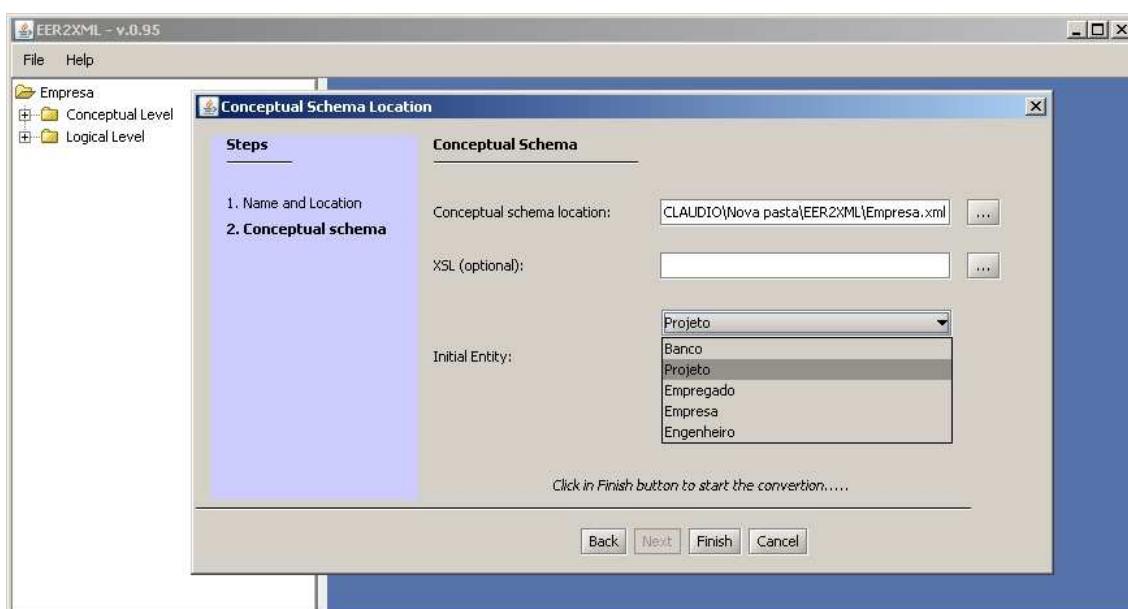 EER2XML - v.0.95
File Help
Empresa
Conceptual Level
Logical Level
Conceptual Schema Location
Steps
1. Name and Location
2. Conceptual schema
Conceptual Schema
Conceptual schema location: CLAUDIO\Nova pasta\EER2XML\Empresa.xml ...
XSL (optional): ...
Projeto
Initial Entity:
Banco
Projeto
Empregado
Empresa
Engenheiro
Click in Finish button to start the convertion.....
Back Next Finish Cancel